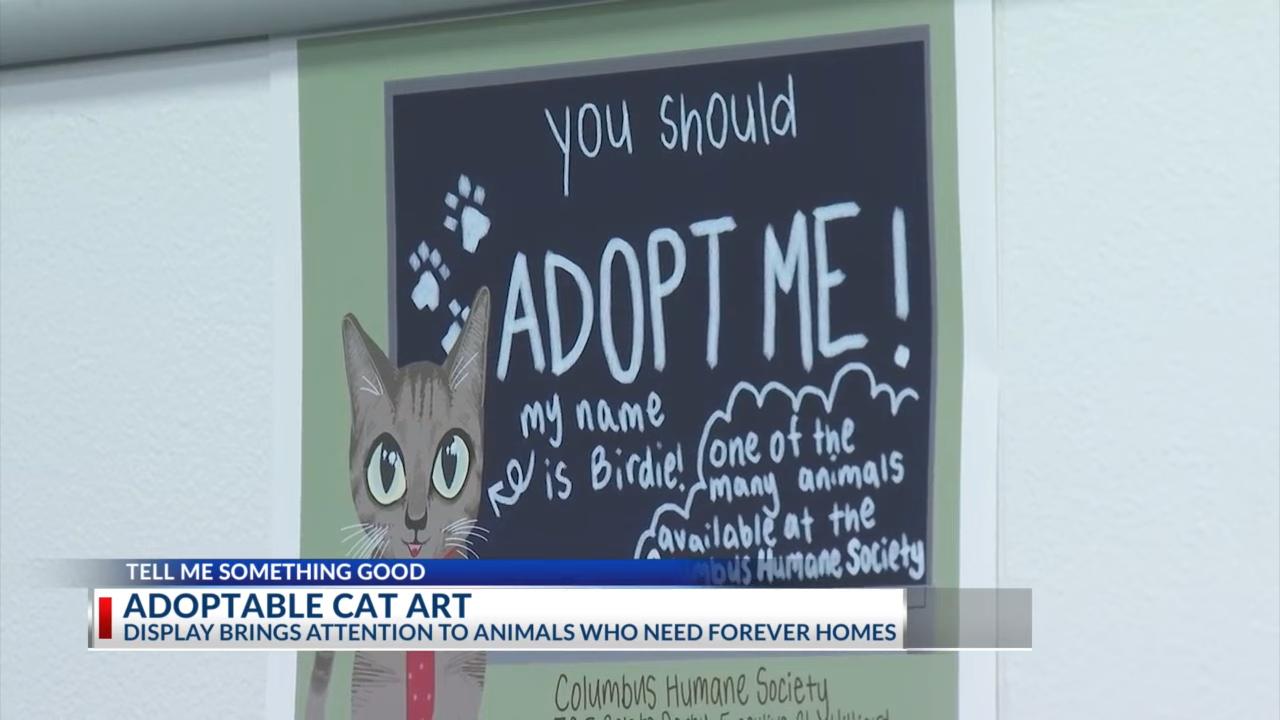 you should
ADOPT ME!
my name
is Birdie!
one of the
many animals
available at the
Humane Society
TELL ME SOMETHING GOOD
ADOPTABLE CAT ART
DISPLAY BRINGS ATTENTION TO ANIMALS WHO NEED FOREVER HOMES
Columbus Humane Society